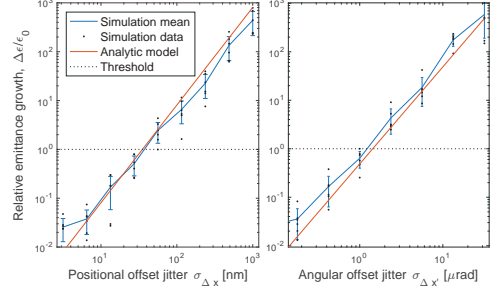 Relative emittance growth, Δε/ε₀
10³
10²
10¹
10⁰
10⁻¹
10⁻²
Simulation mean
Simulation data
Analytic model
Threshold
10¹ 10² 10³
Positional offset jitter σ_Δx [nm]
10³
10²
10¹
10⁰
10⁻¹
10⁻²
10⁰ 10¹
Angular offset jitter σ_Δx' [μrad]